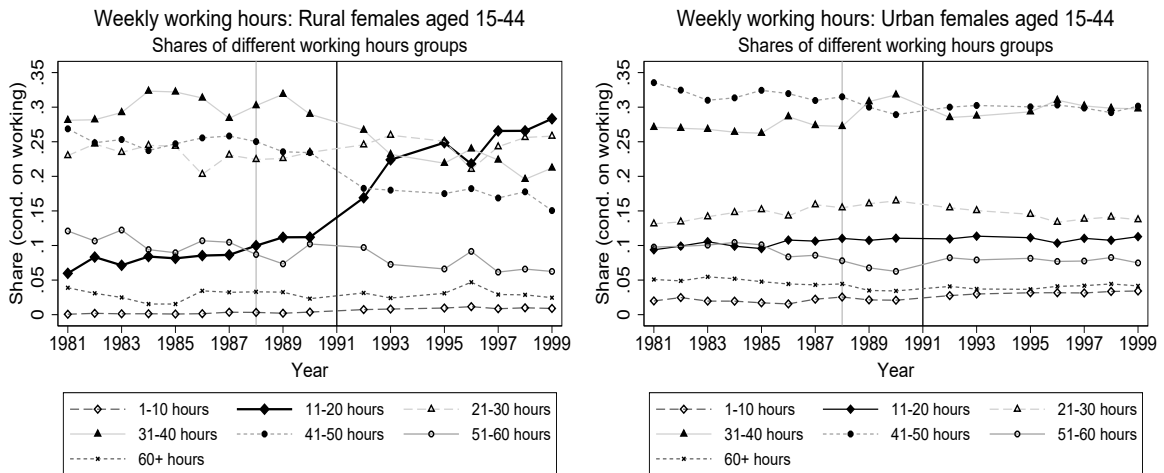 Weekly working hours: Rural females aged 15-44
Shares of different working hours groups
Share (cond. on working)
.35
.3
.25
.2
.15
.1
.05
0
1981 1983 1985 1987 1989 1991 1993 1995 1997 1999
Year
1-10 hours 11-20 hours 21-30 hours
31-40 hours 41-50 hours 51-60 hours
60+ hours
Weekly working hours: Urban females aged 15-44
Shares of different working hours groups
Share (cond. on working)
.35
.3
.25
.2
.15
.1
.05
0
1981 1983 1985 1987 1989 1991 1993 1995 1997 1999
Year
1-10 hours 11-20 hours 21-30 hours
31-40 hours 41-50 hours 51-60 hours
60+ hours